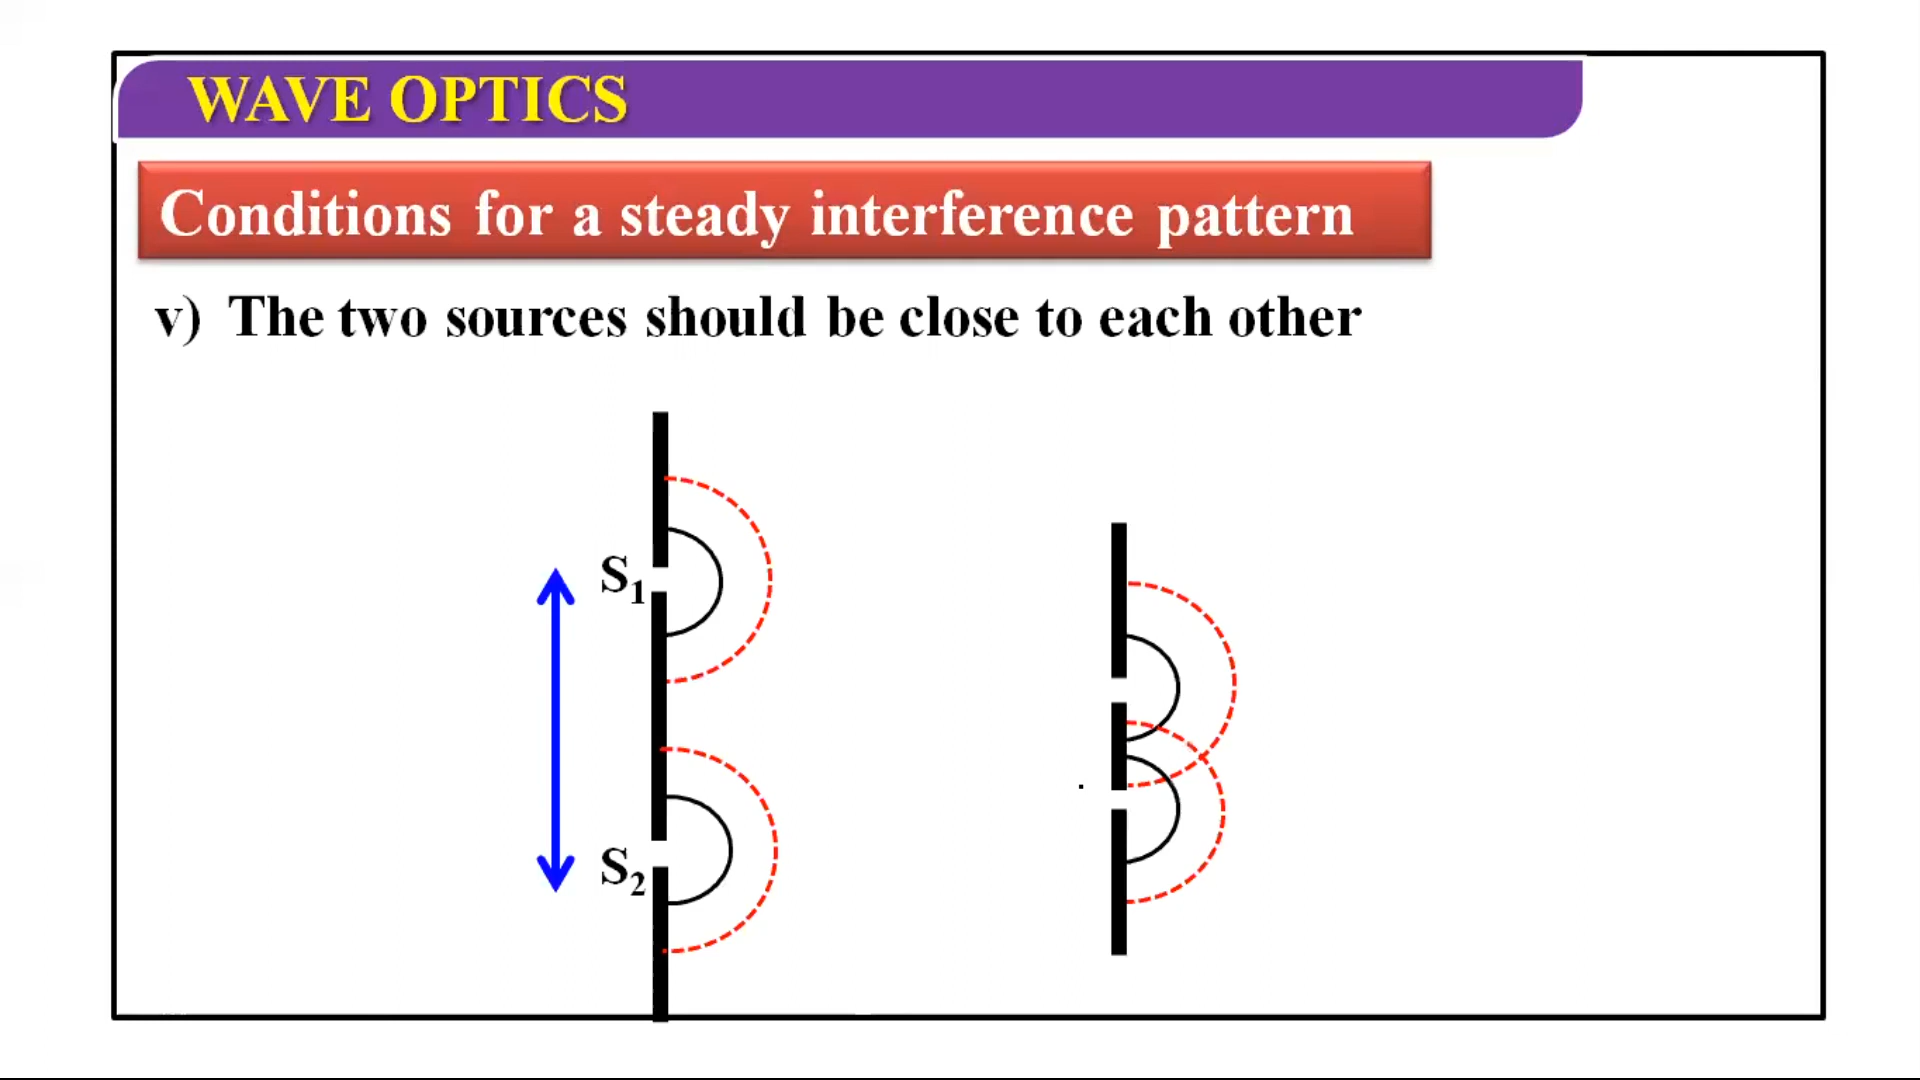 WAVE OPTICS
Conditions for a steady interference pattern
v) The two sources should be close to each other
S₁
S₂